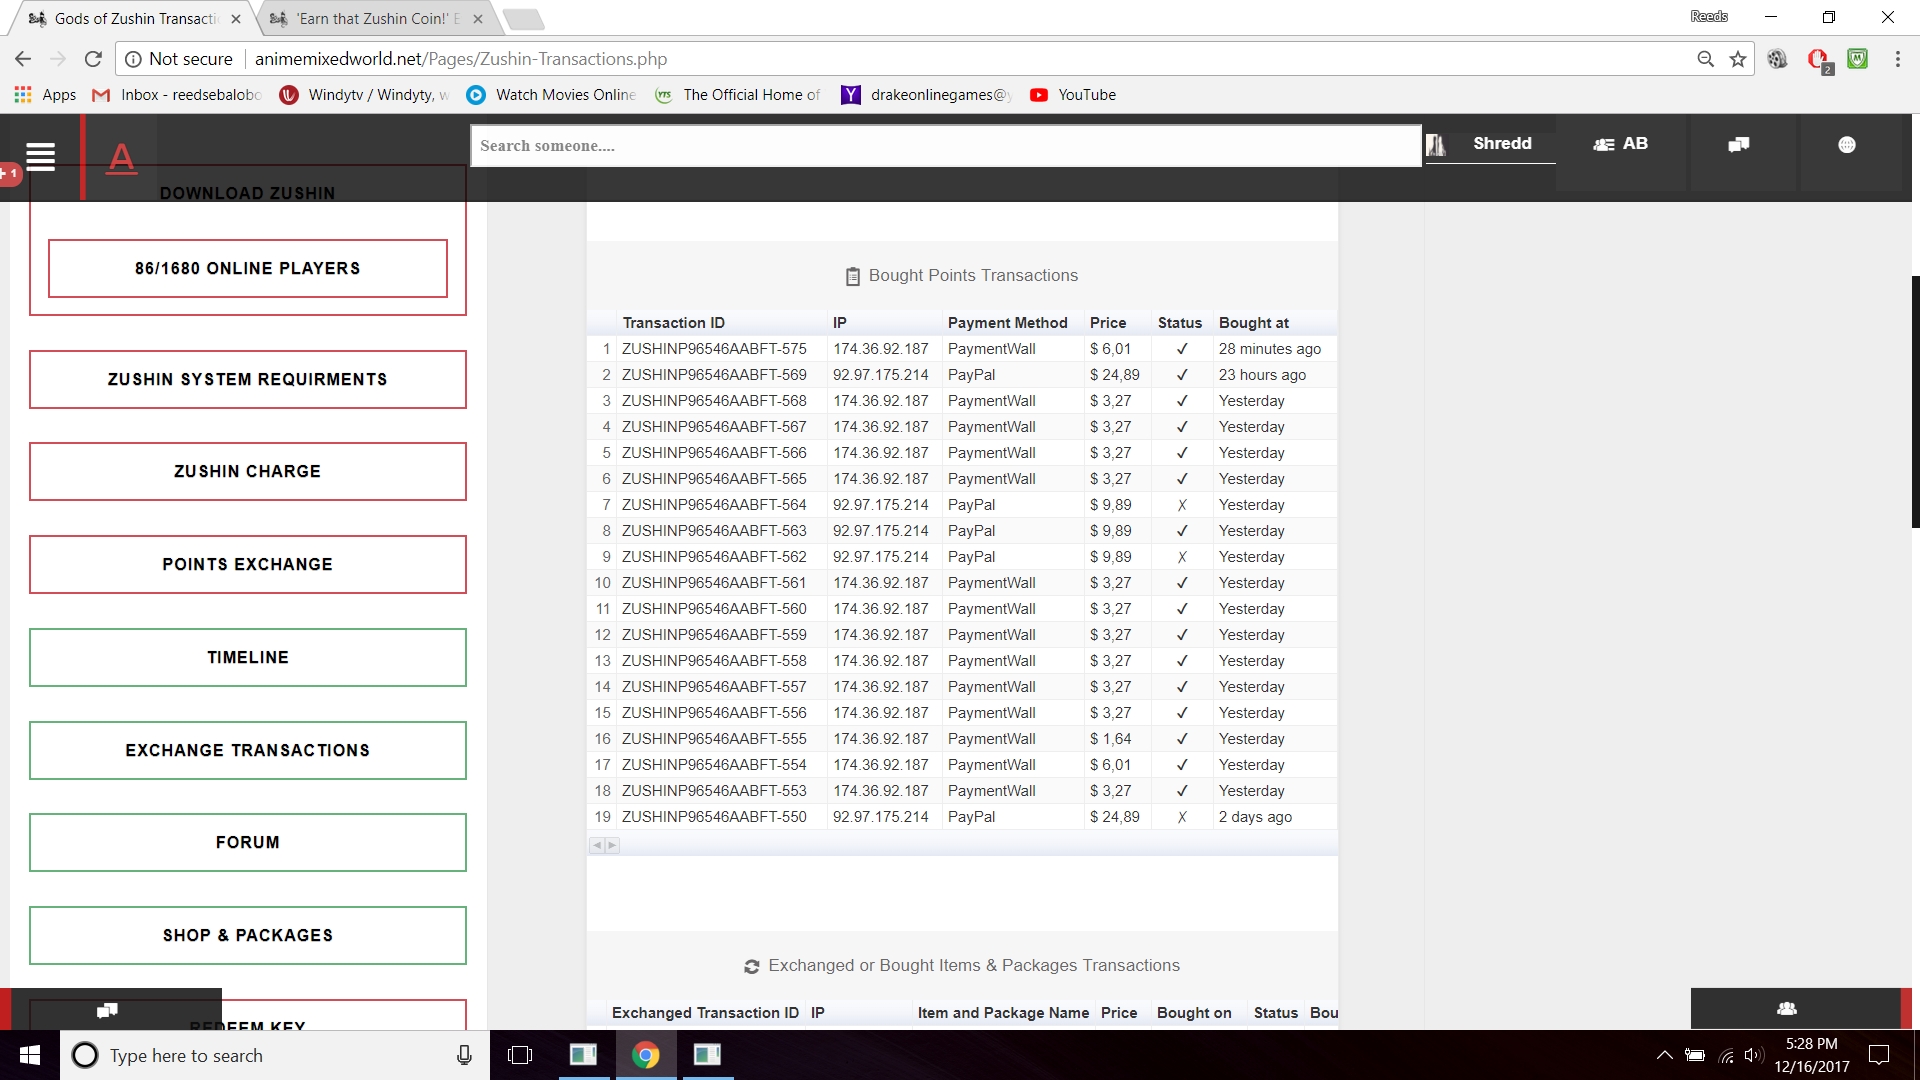 Gods of Zushin Transacti
'Earn that Zushin Coin!' E
Reeds
Not secure
animemixedworld.net/Pages/Zushin-Transactions.php
2
Apps
Inbox - reedsebalobo
Windytv / Windyty, w
Watch Movies Online
YTS
The Official Home of
Y
drakeonlinegames@y
YouTube
+1
A
Search someone....
Shredd
AB
DOWNLOAD ZUSHIN
86/1680 ONLINE PLAYERS
ZUSHIN SYSTEM REQUIRMENTS
ZUSHIN CHARGE
POINTS EXCHANGE
TIMELINE
EXCHANGE TRANSACTIONS
FORUM
SHOP & PACKAGES
REDEEM KEY
Bought Points Transactions
Transaction ID IP Payment Method Price Status Bought at
1 ZUSHINP96546AABFT-575 174.36.92.187 PaymentWall $ 6,01 ✓ 28 minutes ago
2 ZUSHINP96546AABFT-569 92.97.175.214 PayPal $ 24,89 ✓ 23 hours ago
3 ZUSHINP96546AABFT-568 174.36.92.187 PaymentWall $ 3,27 ✓ Yesterday
4 ZUSHINP96546AABFT-567 174.36.92.187 PaymentWall $ 3,27 ✓ Yesterday
5 ZUSHINP96546AABFT-566 174.36.92.187 PaymentWall $ 3,27 ✓ Yesterday
6 ZUSHINP96546AABFT-565 174.36.92.187 PaymentWall $ 3,27 ✓ Yesterday
7 ZUSHINP96546AABFT-564 92.97.175.214 PayPal $ 9,89 ✗ Yesterday
8 ZUSHINP96546AABFT-563 92.97.175.214 PayPal $ 9,89 ✓ Yesterday
9 ZUSHINP96546AABFT-562 92.97.175.214 PayPal $ 9,89 ✗ Yesterday
10 ZUSHINP96546AABFT-561 174.36.92.187 PaymentWall $ 3,27 ✓ Yesterday
11 ZUSHINP96546AABFT-560 174.36.92.187 PaymentWall $ 3,27 ✓ Yesterday
12 ZUSHINP96546AABFT-559 174.36.92.187 PaymentWall $ 3,27 ✓ Yesterday
13 ZUSHINP96546AABFT-558 174.36.92.187 PaymentWall $ 3,27 ✓ Yesterday
14 ZUSHINP96546AABFT-557 174.36.92.187 PaymentWall $ 3,27 ✓ Yesterday
15 ZUSHINP96546AABFT-556 174.36.92.187 PaymentWall $ 3,27 ✓ Yesterday
16 ZUSHINP96546AABFT-555 174.36.92.187 PaymentWall $ 1,64 ✓ Yesterday
17 ZUSHINP96546AABFT-554 174.36.92.187 PaymentWall $ 6,01 ✓ Yesterday
18 ZUSHINP96546AABFT-553 174.36.92.187 PaymentWall $ 3,27 ✓ Yesterday
19 ZUSHINP96546AABFT-550 92.97.175.214 PayPal $ 24,89 ✗ 2 days ago
Exchanged or Bought Items & Packages Transactions
Exchanged Transaction ID IP Item and Package Name Price Bought on Status Bou
Type here to search
5:28 PM
12/16/2017